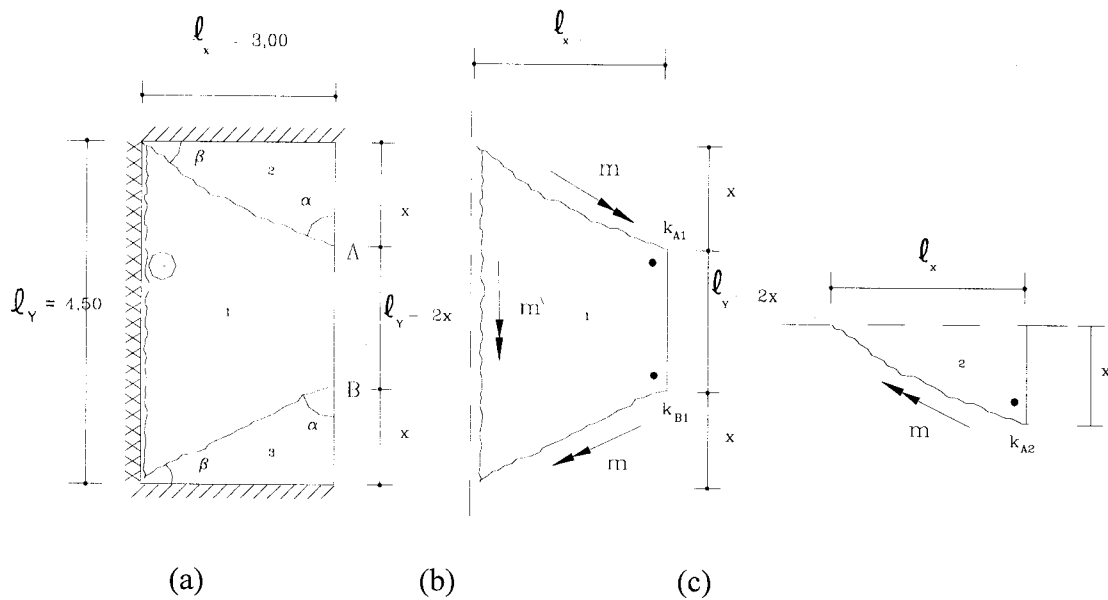 ℓx - 3,00
ℓx
β
2
α
x
A
m
kA1
ℓx
ℓY = 4,50
1
ℓY - 2x
m'
1
ℓY 2x
2
x
B
α
kB1
m
kA2
β
3
x
m
x
(a)
(b)
(c)